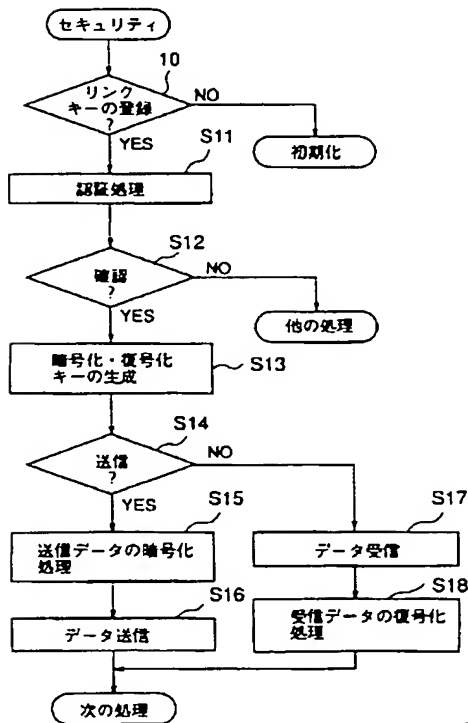 セキュリティ
10
リンク
キーの登録
?
NO
YES
初期化
S11
認証処理
S12
確認
?
NO
YES
他の処理
暗号化・復号化
キーの生成
S13
S14
送信
?
NO
YES
S15
送信データの暗号化
処理
S17
データ受信
S16
データ送信
S18
受信データの復号化
処理
次の処理